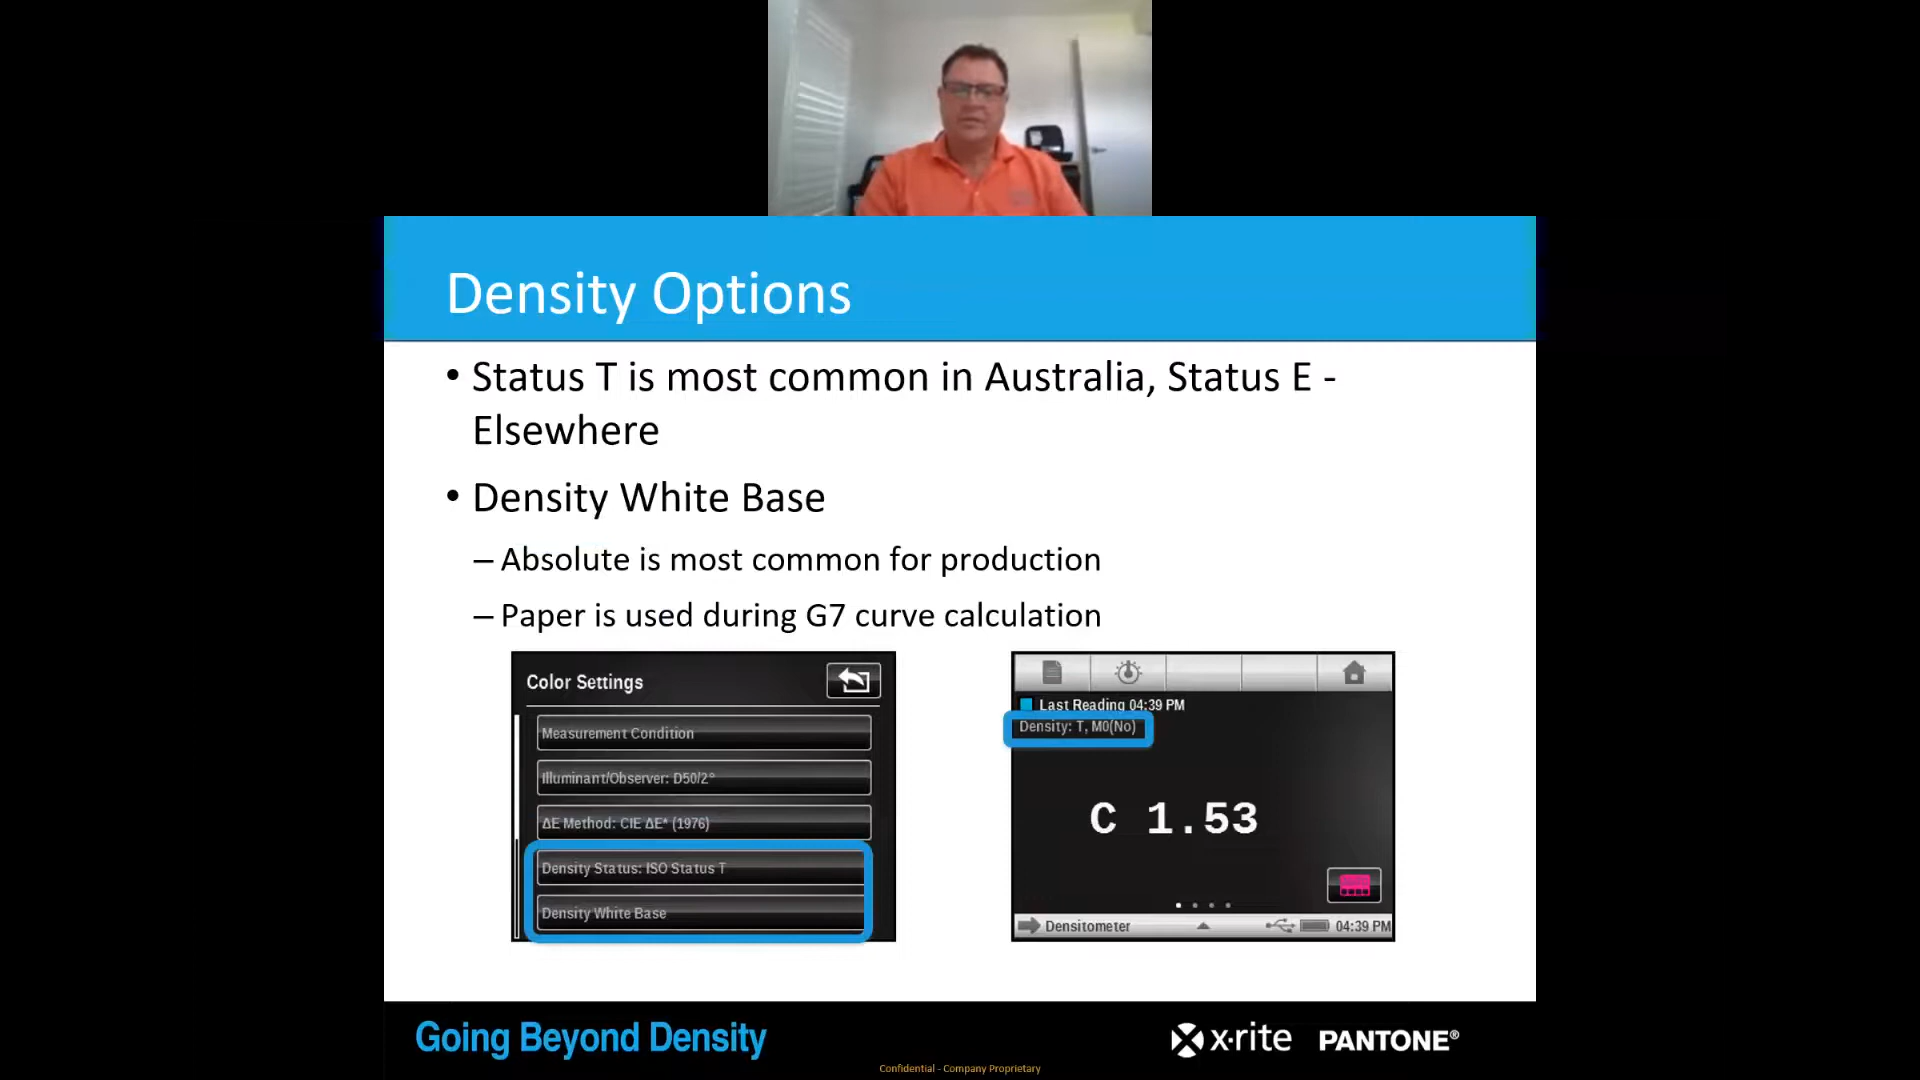 Density Options
• Status T is most common in Australia, Status E -
Elsewhere
• Density White Base
– Absolute is most common for production
– Paper is used during G7 curve calculation
Color Settings
Measurement Condition
Illuminant/Observer: D50/2°
ΔE Method: CIE ΔE* (1976)
Density Status: ISO Status T
Density White Base
Last Reading 04:39 PM
Density: T, M0(No)
C 1.53
Densitometer
04:39 PM
Going Beyond Density
x·rite PANTONE®
Confidential - Company Proprietary